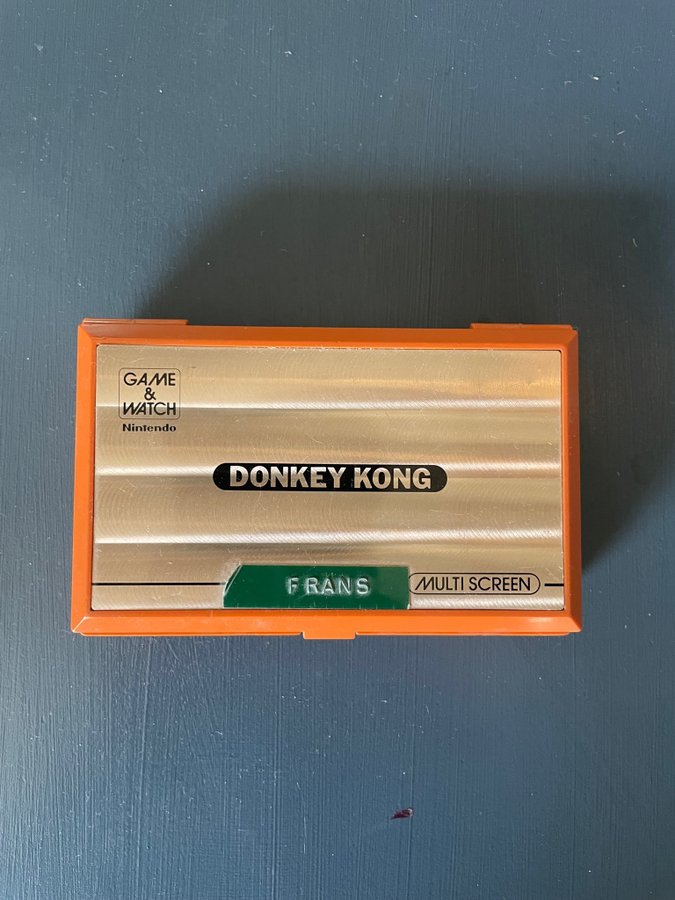 GAME
&
WATCH
Nintendo
DONKEY KONG
FRANS
MULTI SCREEN